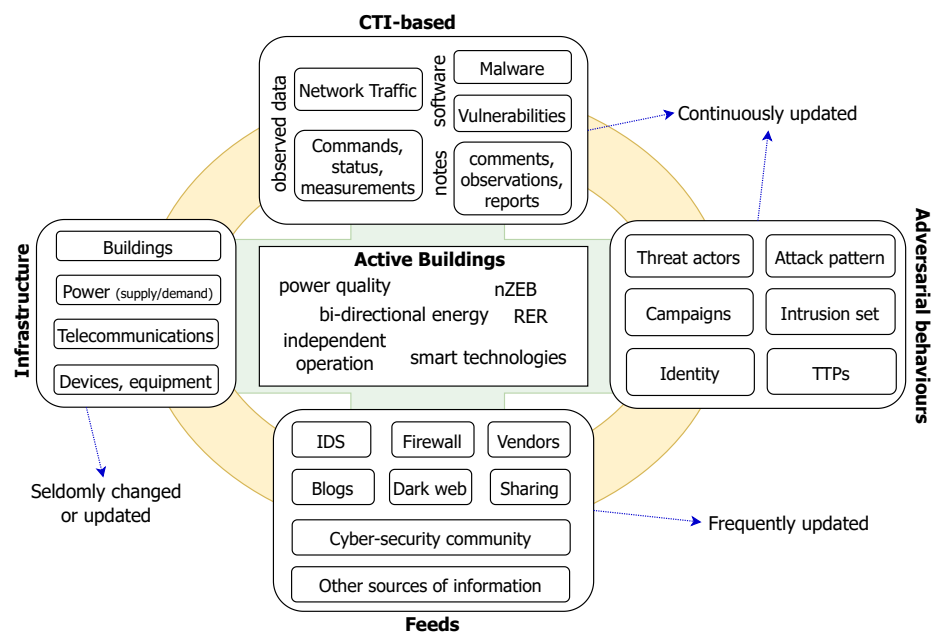 CTI-based
observed data
Network Traffic
Commands,
status,
measurements
software
Malware
Vulnerabilities
notes
comments,
observations,
reports
Continuously updated
Infrastructure
Buildings
Power (supply/demand)
Telecommunications
Devices, equipment
Active Buildings
power quality
nZEB
bi-directional energy
RER
independent
operation
smart technologies
Adversarial behaviours
Threat actors
Attack pattern
Campaigns
Intrusion set
Identity
TTPs
Seldomly changed
or updated
IDS
Firewall
Vendors
Blogs
Dark web
Sharing
Cyber-security community
Other sources of information
Feeds
Frequently updated